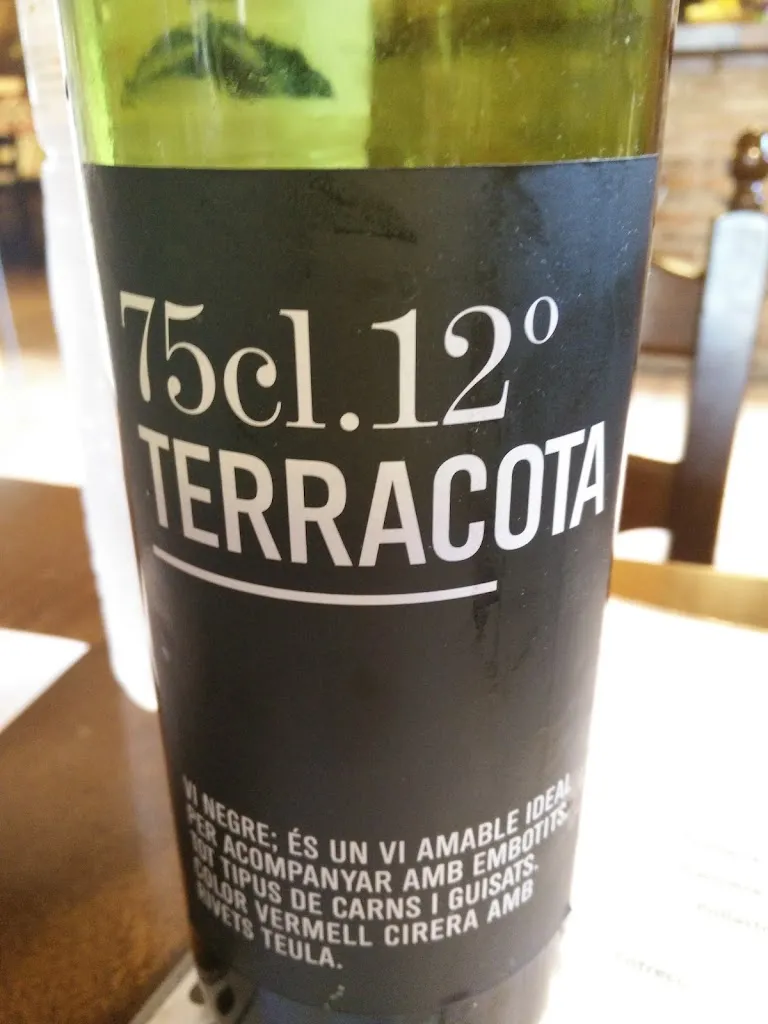 75cl.12º
TERRACOTA
VI NEGRE; ÉS UN VI AMABLE IDEAL
PER ACOMPANYAR AMB EMBOTITS.
TOT TIPUS DE CARNS I GUISATS.
COLOR VERMELL CIRERA AMB
RIVETS TEULA.